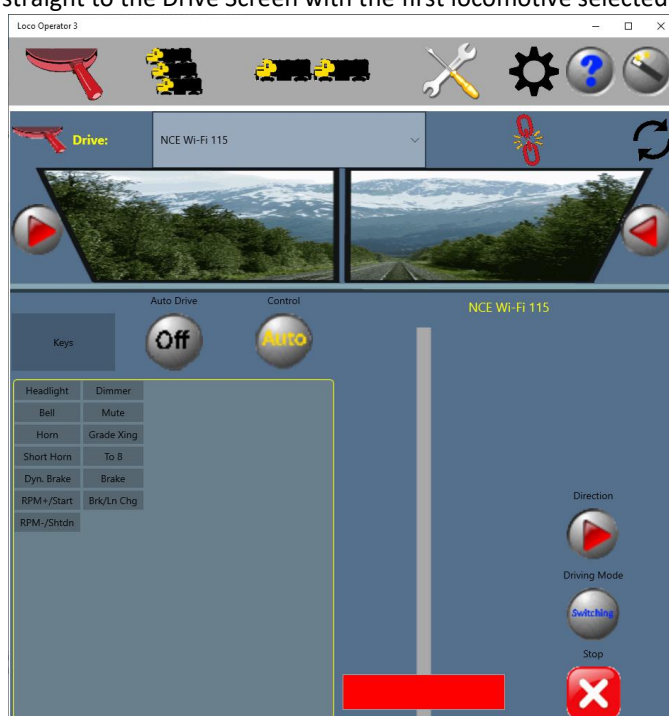 straight to the Drive Screen with the first locomotive selected
Loco Operator 3
Drive:
NCE Wi-Fi 115
Auto Drive
Control
NCE Wi-Fi 115
Keys
Off
Auto
Headlight Dimmer
Bell Mute
Horn Grade Xing
Short Horn To 8
Dyn. Brake Brake
RPM+/Start Brk/Ln Chg
RPM-/Shtdn
Direction
Driving Mode
Switching
Stop